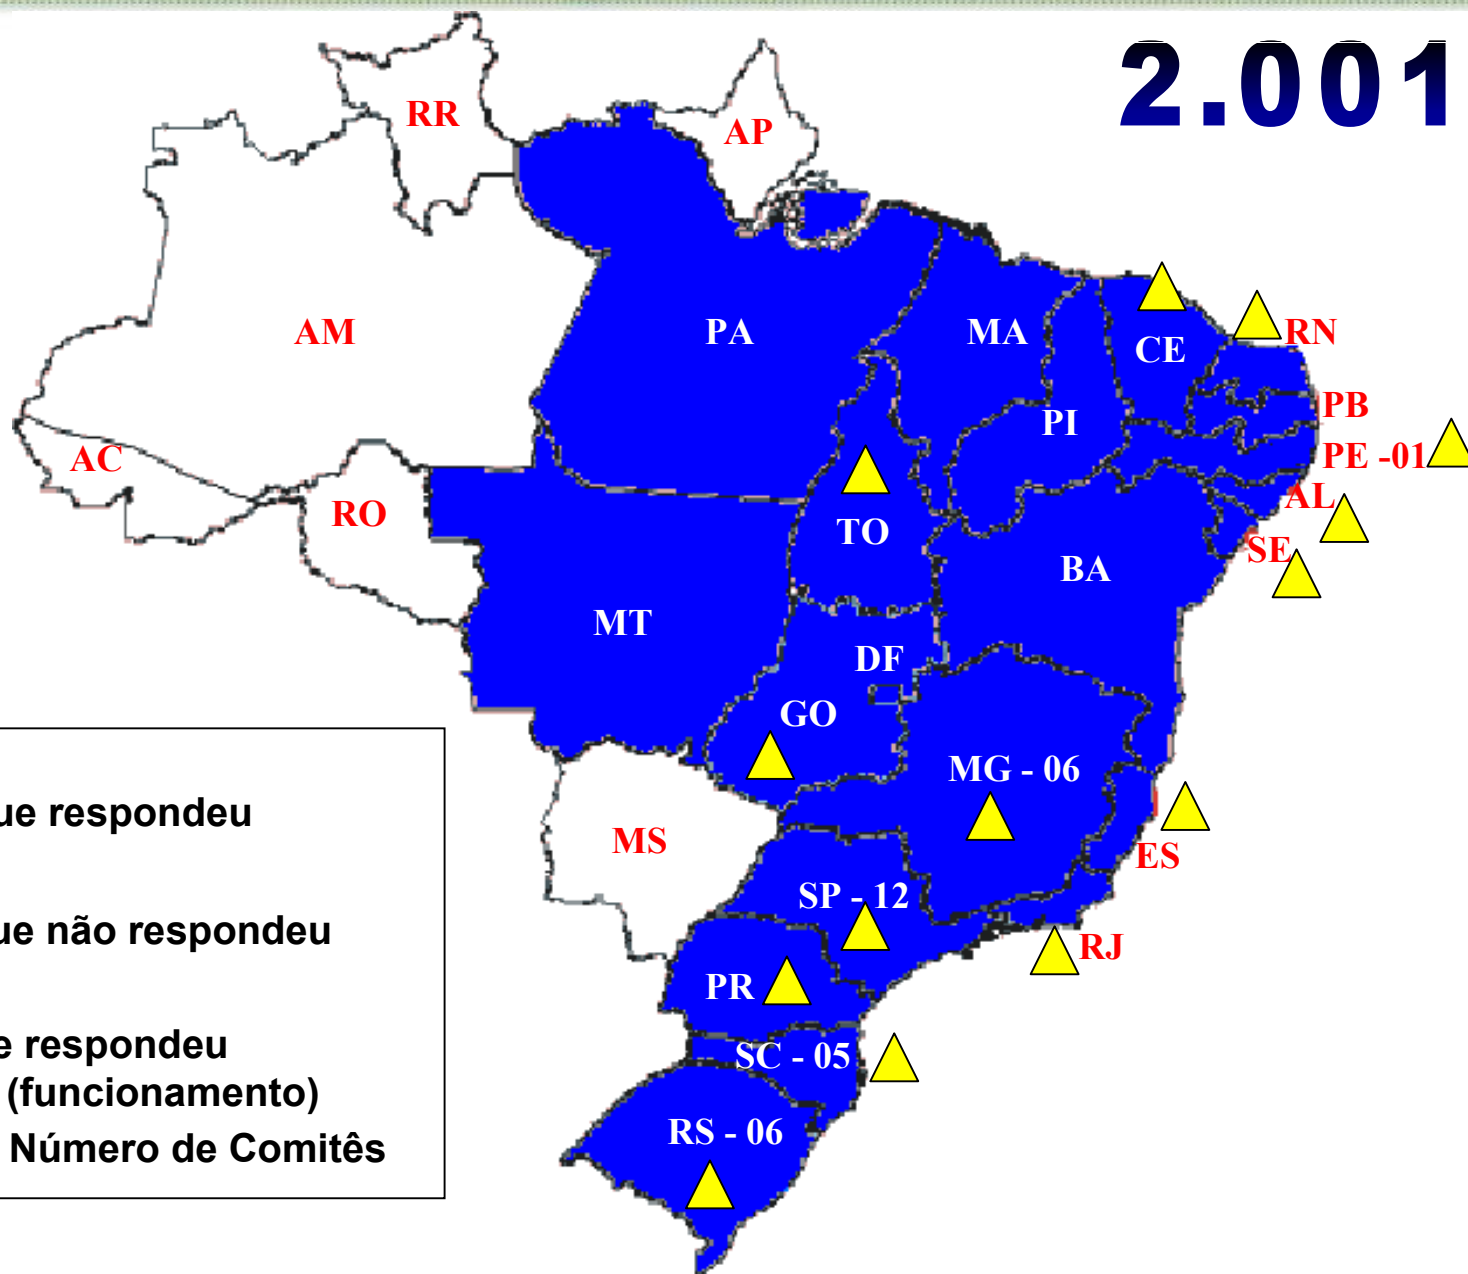 2.001
RR
AP
AM
PA
MA
CE
RN
PI
PB
AC
PE -01
AL
RO
TO
SE
BA
MT
DF
GO
MG - 06
MS
ES
SP - 12
RJ
PR
SC - 05
RS - 06
ue respondeu
ue não respondeu
e respondeu
(funcionamento)
Número de Comitês